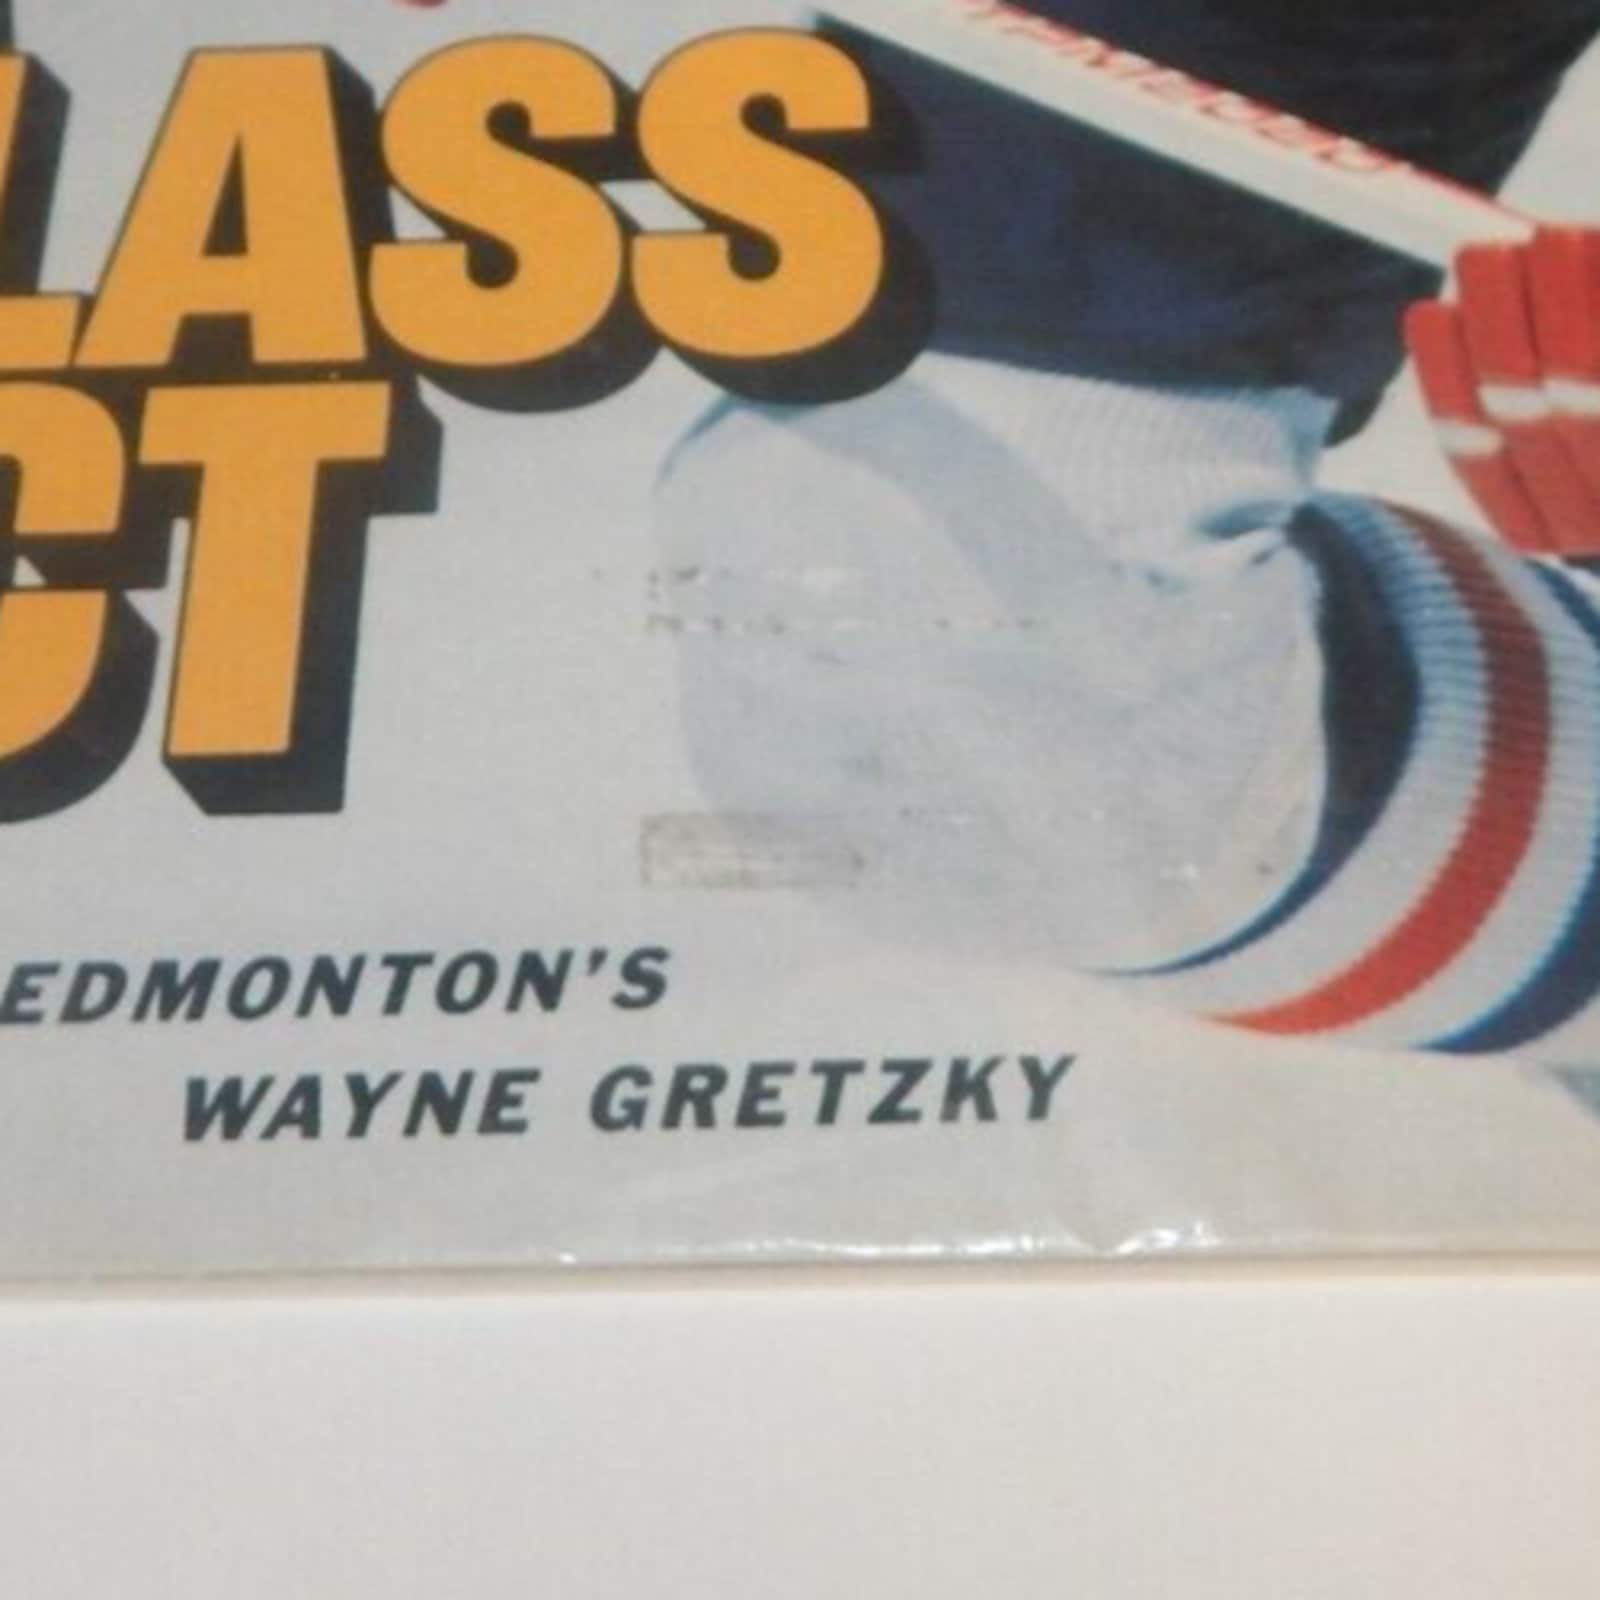 LASS
CT
EDMONTON'S
WAYNE GRETZKY